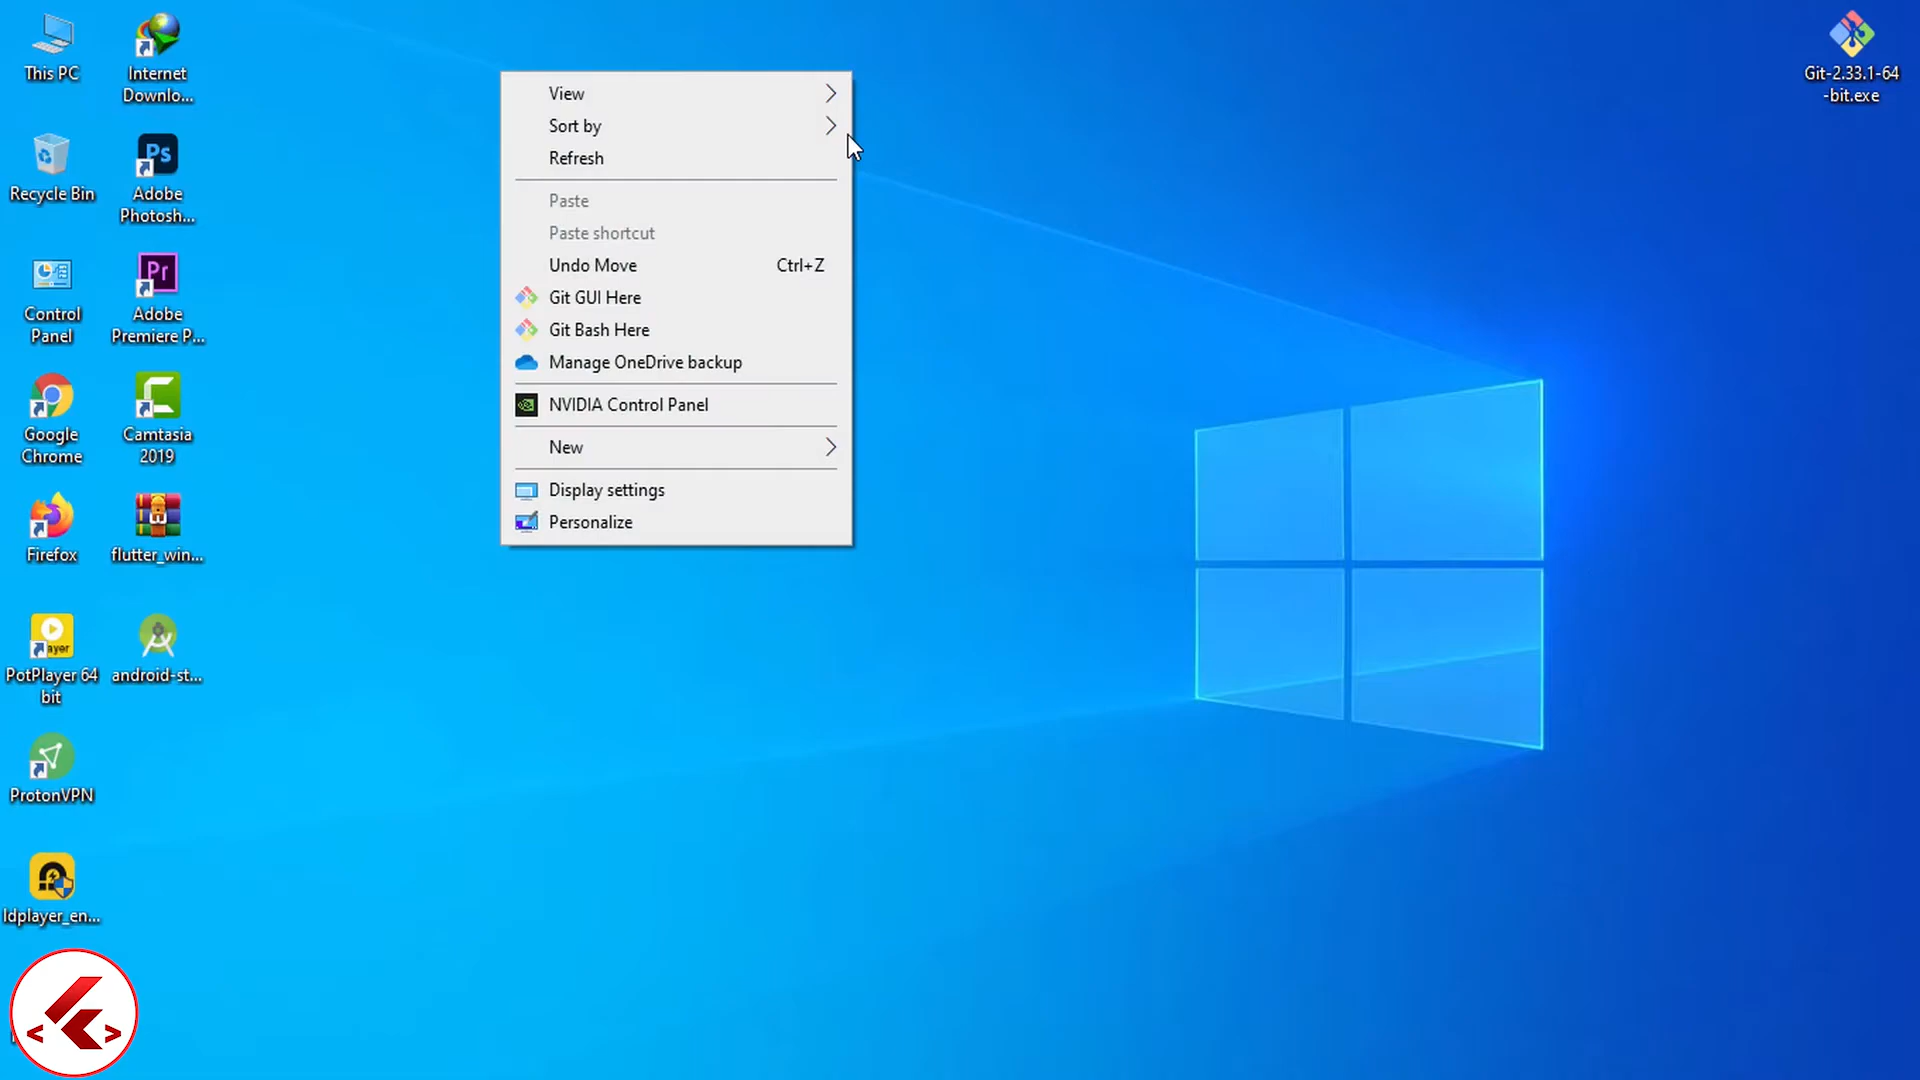 This PC
Internet
Downlo...
Recycle Bin
Ps
Adobe
Photosh...
Control
Panel
Pr
Adobe
Premiere P...
Google
Chrome
Camtasia
2019
Firefox
flutter_win...
PotPlayer 64
bit
android-st...
ProtonVPN
ldplayer_en...
View
Sort by
Refresh
Paste
Paste shortcut
Undo Move Ctrl+Z
Git GUI Here
Git Bash Here
Manage OneDrive backup
NVIDIA Control Panel
New
Display settings
Personalize
Git-2.33.1-64
-bit.exe